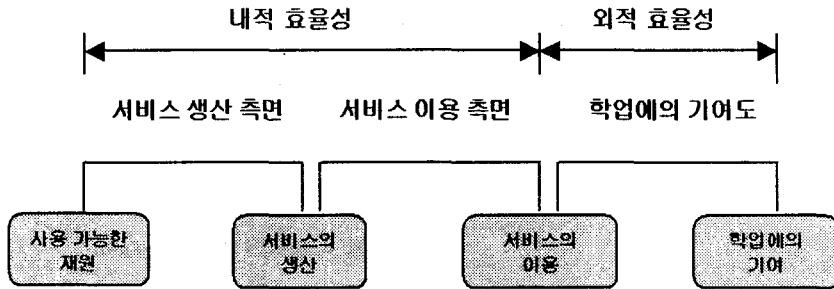 내적 효율성 외적 효율성
서비스 생산 측면 서비스 이용 측면 학업에의 기여도
사용 가능한 서비스의 서비스의 학업에의
재원 생산 이용 기여